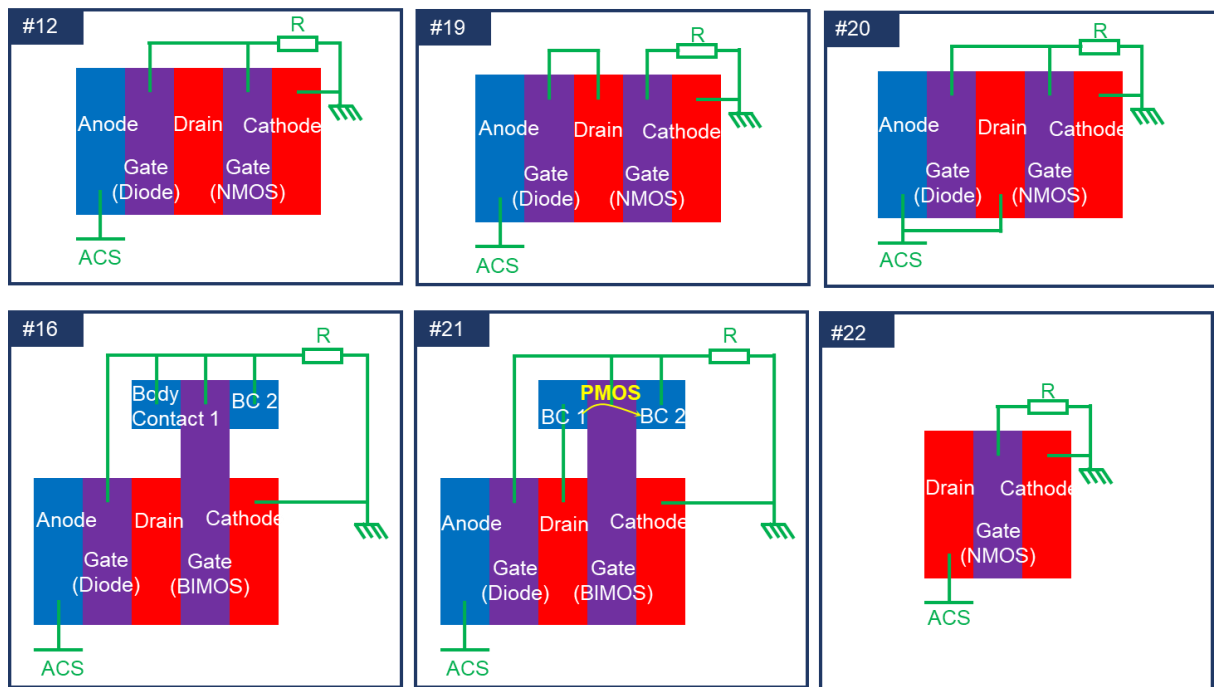 #12
R
Anode
Drain
Cathode
Gate
(Diode)
Gate
(NMOS)
ACS
#19
R
Anode
Drain
Cathode
Gate
(Diode)
Gate
(NMOS)
ACS
#20
R
Anode
Drain
Cathode
Gate
(Diode)
Gate
(NMOS)
ACS
#16
R
Body
Contact 1
BC 2
Anode
Drain
Cathode
Gate
(Diode)
Gate
(BIMOS)
ACS
#21
R
PMOS
BC 1
BC 2
Anode
Drain
Cathode
Gate
(Diode)
Gate
(BIMOS)
ACS
#22
R
Drain
Cathode
Gate
(NMOS)
ACS